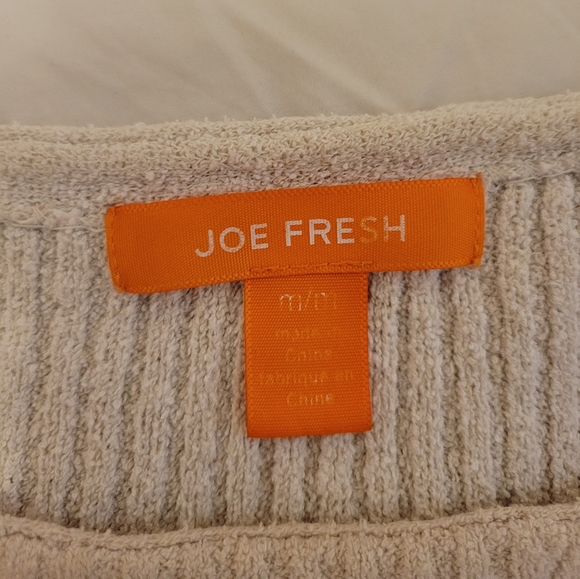 JOE FRESH
m/m
made in
China
fabriqué en
Chine